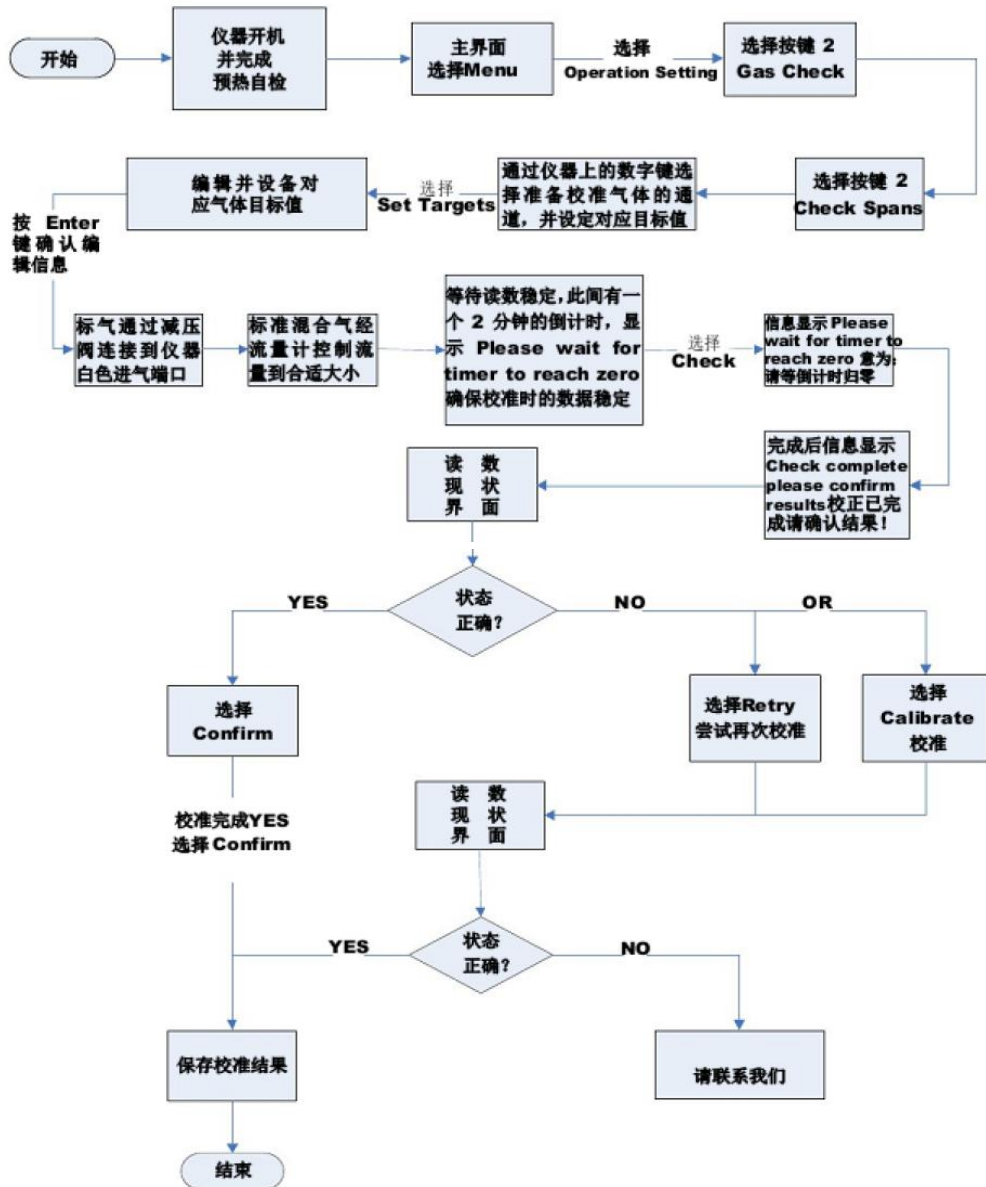 开始
仪器开机
并完成
预热自检
主界面
选择Menu
选择
Operation Setting
选择按键 2
Gas Check
选择按键 2
Check Spans
通过仪器上的数字键选
择准备校准气体的通
道，并设定对应目标值
选择
Set Targets
编辑并设备对
应气体目标值
按 Enter
键确认编
辑信息
标气通过减压
阀连接到仪器
白色进气端口
标准混合气经
流量计控制流
量到合适大小
等待读数稳定，此间有一
个 2 分钟的倒计时，显
示 Please wait for
timer to reach zero
确保校准时的数据稳定
选择
Check
信息显示 Please
wait for timer to
reach zero 意为：
请等倒计时归零
完成后信息显示
Check complete
please confirm
results校正已完
成请确认结果！
读 数
现 状
界 面
状态
正确？
YES
NO
OR
选择
Confirm
选择Retry
尝试再次校准
选择
Calibrate
校准
校准完成YES
选择 Confirm
读 数
现 状
界 面
状态
正确？
YES
NO
保存校准结果
请联系我们
结束